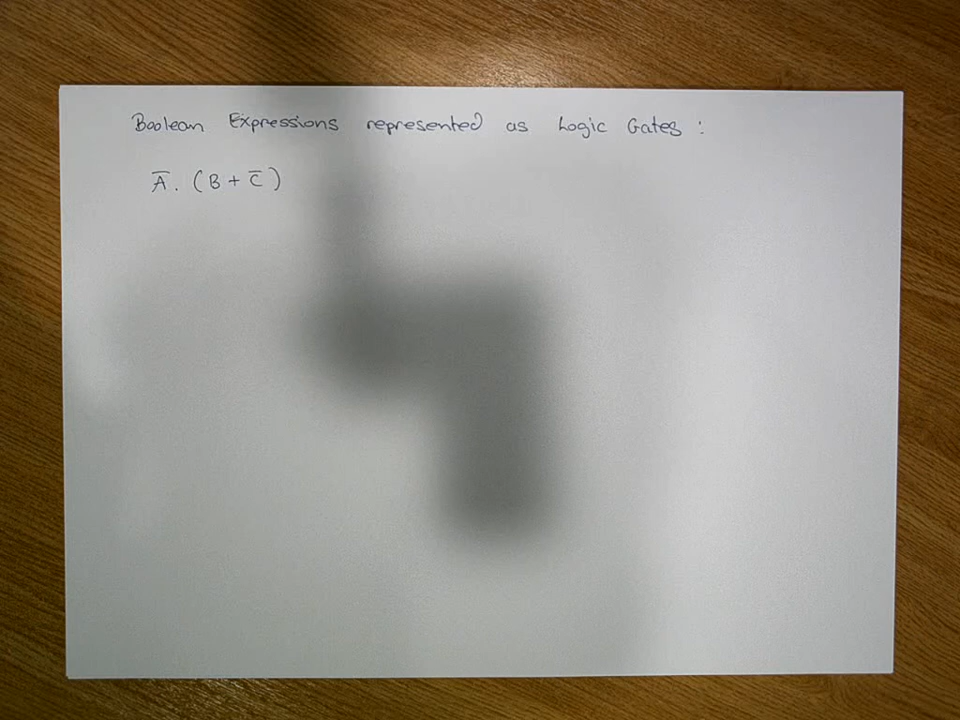 Boolean Expressions represented as Logic Gates :
A̅ . ( B + C̅ )